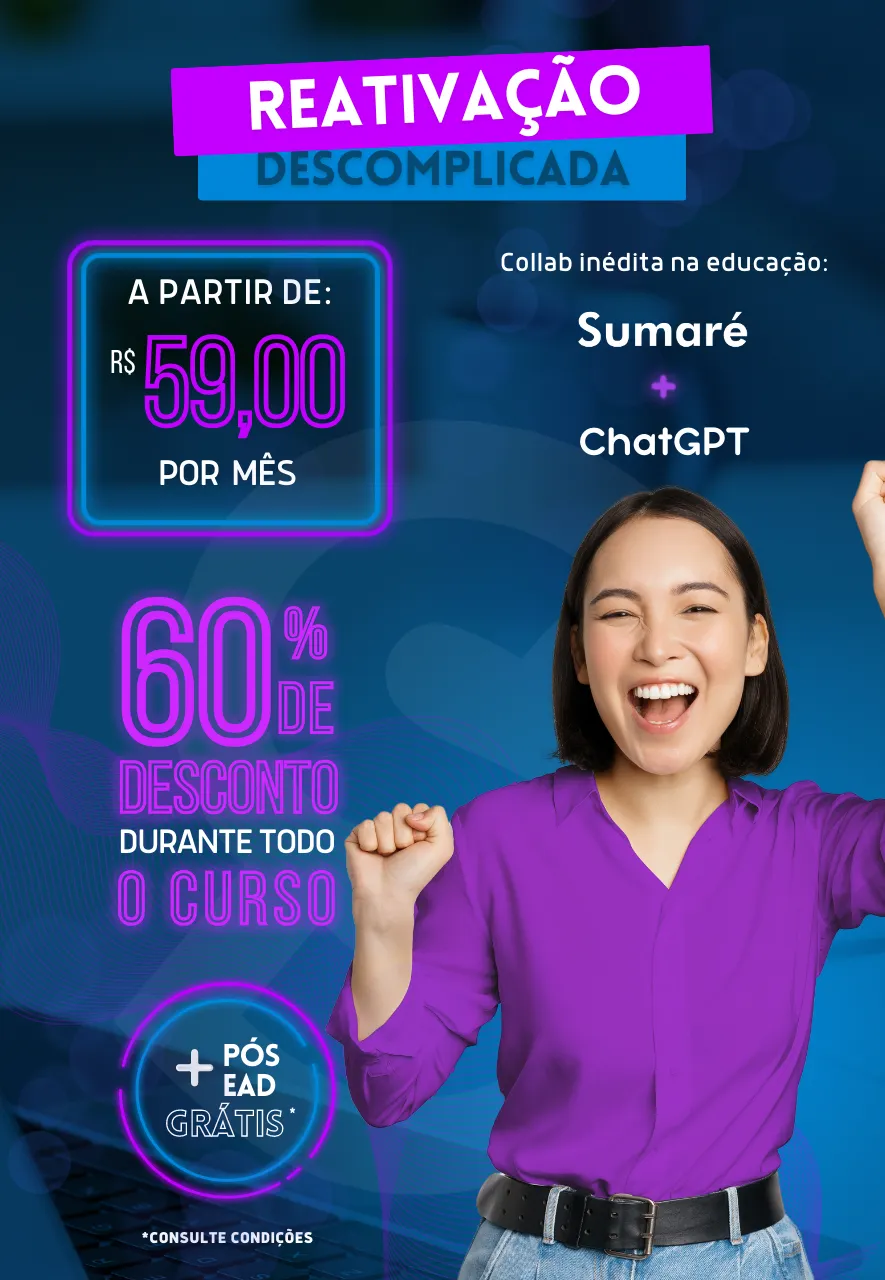 REATIVAÇÃO
DESCOMPLICADA
A PARTIR DE:
R$ 59,00
POR MÊS
Collab inédita na educação:
Sumaré
+
ChatGPT
60% DE
DESCONTO
DURANTE TODO
O CURSO
+ PÓS
EAD
GRÁTIS*
*CONSULTE CONDIÇÕES